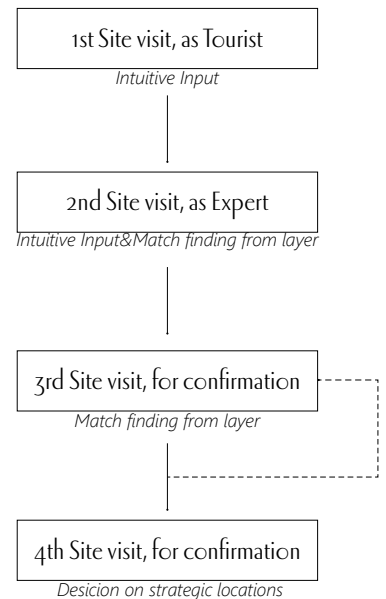 1st Site visit, as Tourist
Intuitive Input
2nd Site visit, as Expert
Intuitive Input&Match finding from layer
3rd Site visit, for confirmation
Match finding from layer
4th Site visit, for confirmation
Desicion on strategic locations